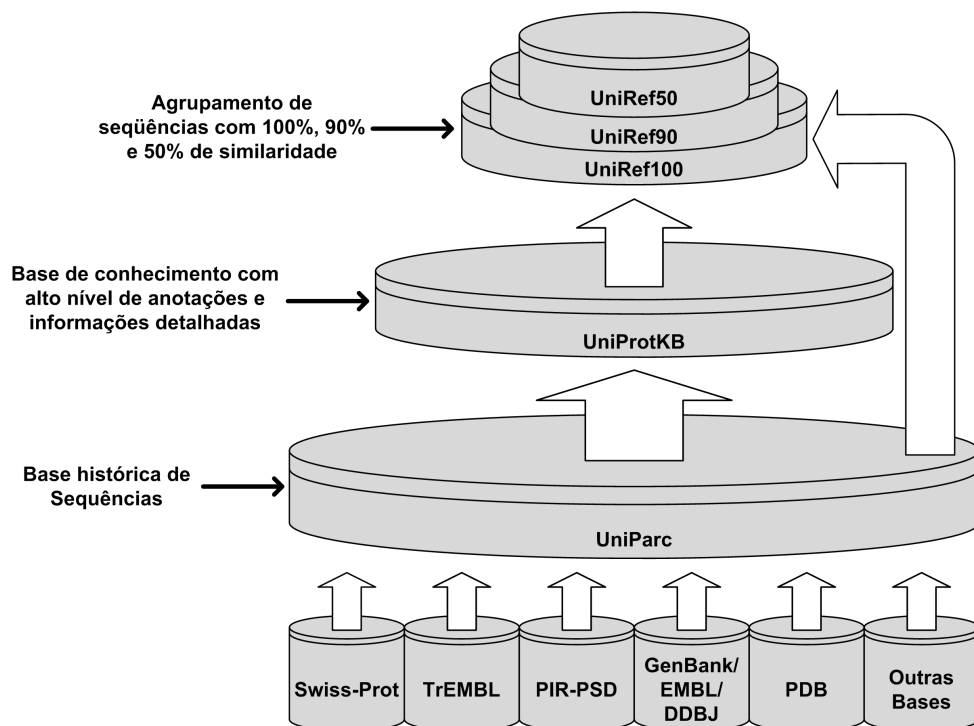 UniRef50
Agrupamento de
seqüências com 100%, 90%
e 50% de similaridade
UniRef90
UniRef100
Base de conhecimento com
alto nível de anotações e
informações detalhadas
UniProtKB
Base histórica de
Sequências
UniParc
Swiss-Prot
TrEMBL
PIR-PSD
GenBank/
EMBL/
DDBJ
PDB
Outras
Bases